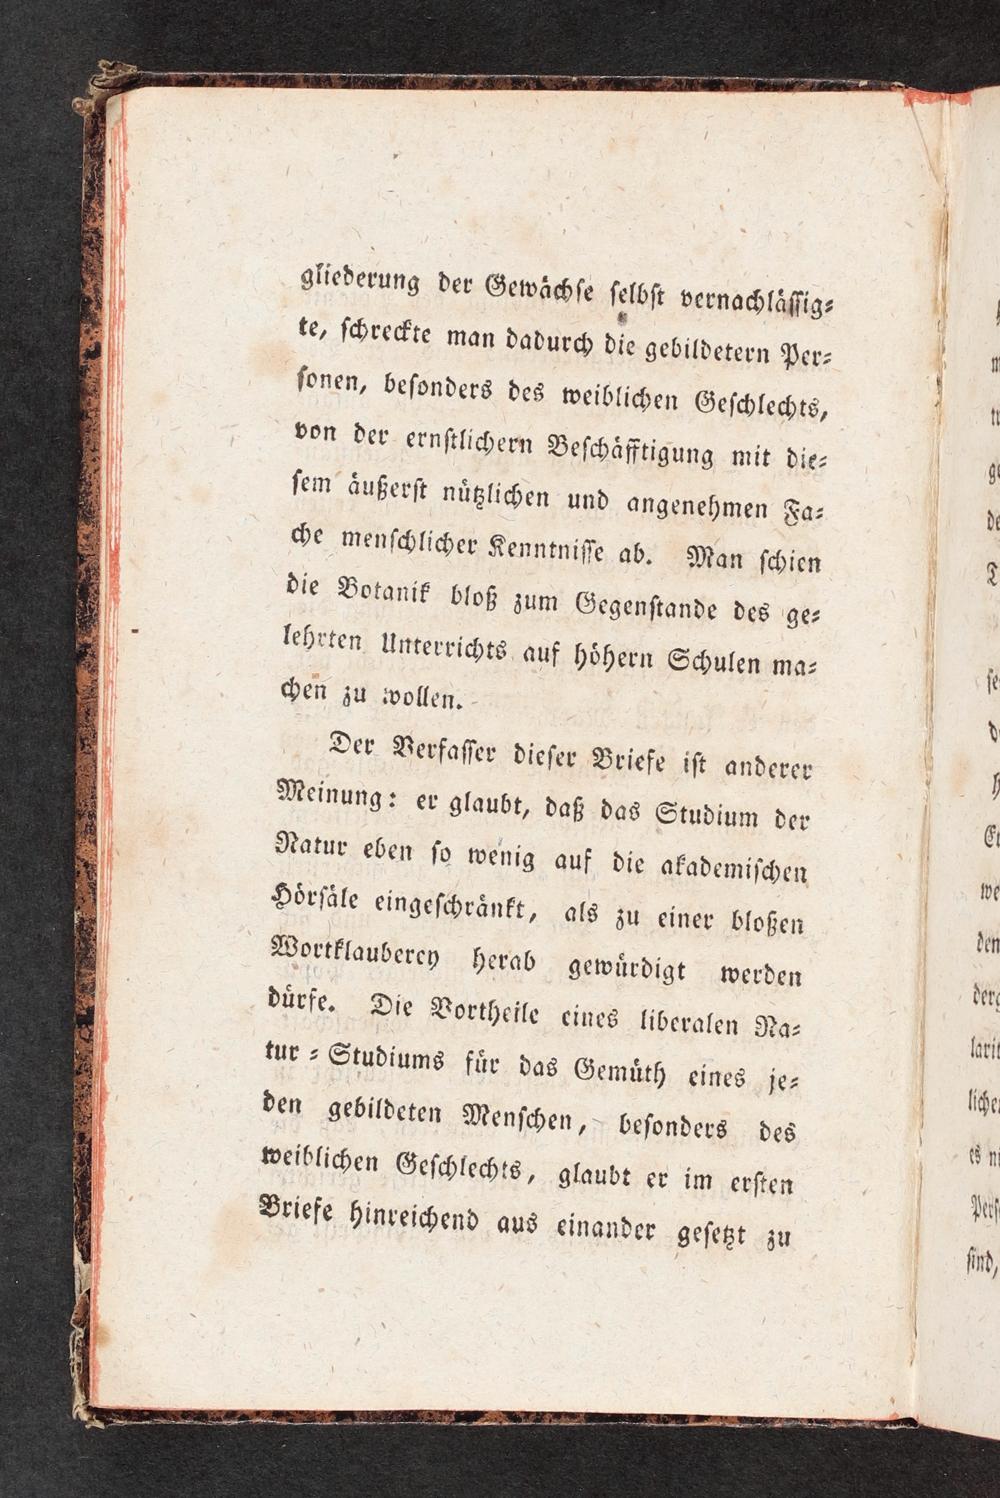 gliederung der Gewächse selbst vernachlässig-
te, schreckte man dadurch die gebildetern Per-
sonen, besonders des weiblichen Geschlechts,
von der ernstlichern Beschäfftigung mit die-
sem äußerst nützlichen und angenehmen Fa-
che menschlicher Kenntnisse ab. Man schien
die Botanik bloß zum Gegenstande des ge-
lehrten Unterrichts auf höhern Schulen ma-
chen zu wollen.
Der Verfasser dieser Briefe ist anderer
Meinung: er glaubt, daß das Studium der
Natur eben so wenig auf die akademischen
Hörsäle eingeschränkt, als zu einer bloßen
Wortklauberey herab gewürdigt werden
dürfe. Die Vortheile eines liberalen Na-
tur-Studiums für das Gemüth eines je-
den gebildeten Menschen, besonders des
weiblichen Geschlechts, glaubt er im ersten
Briefe hinreichend aus einander gesetzt zu